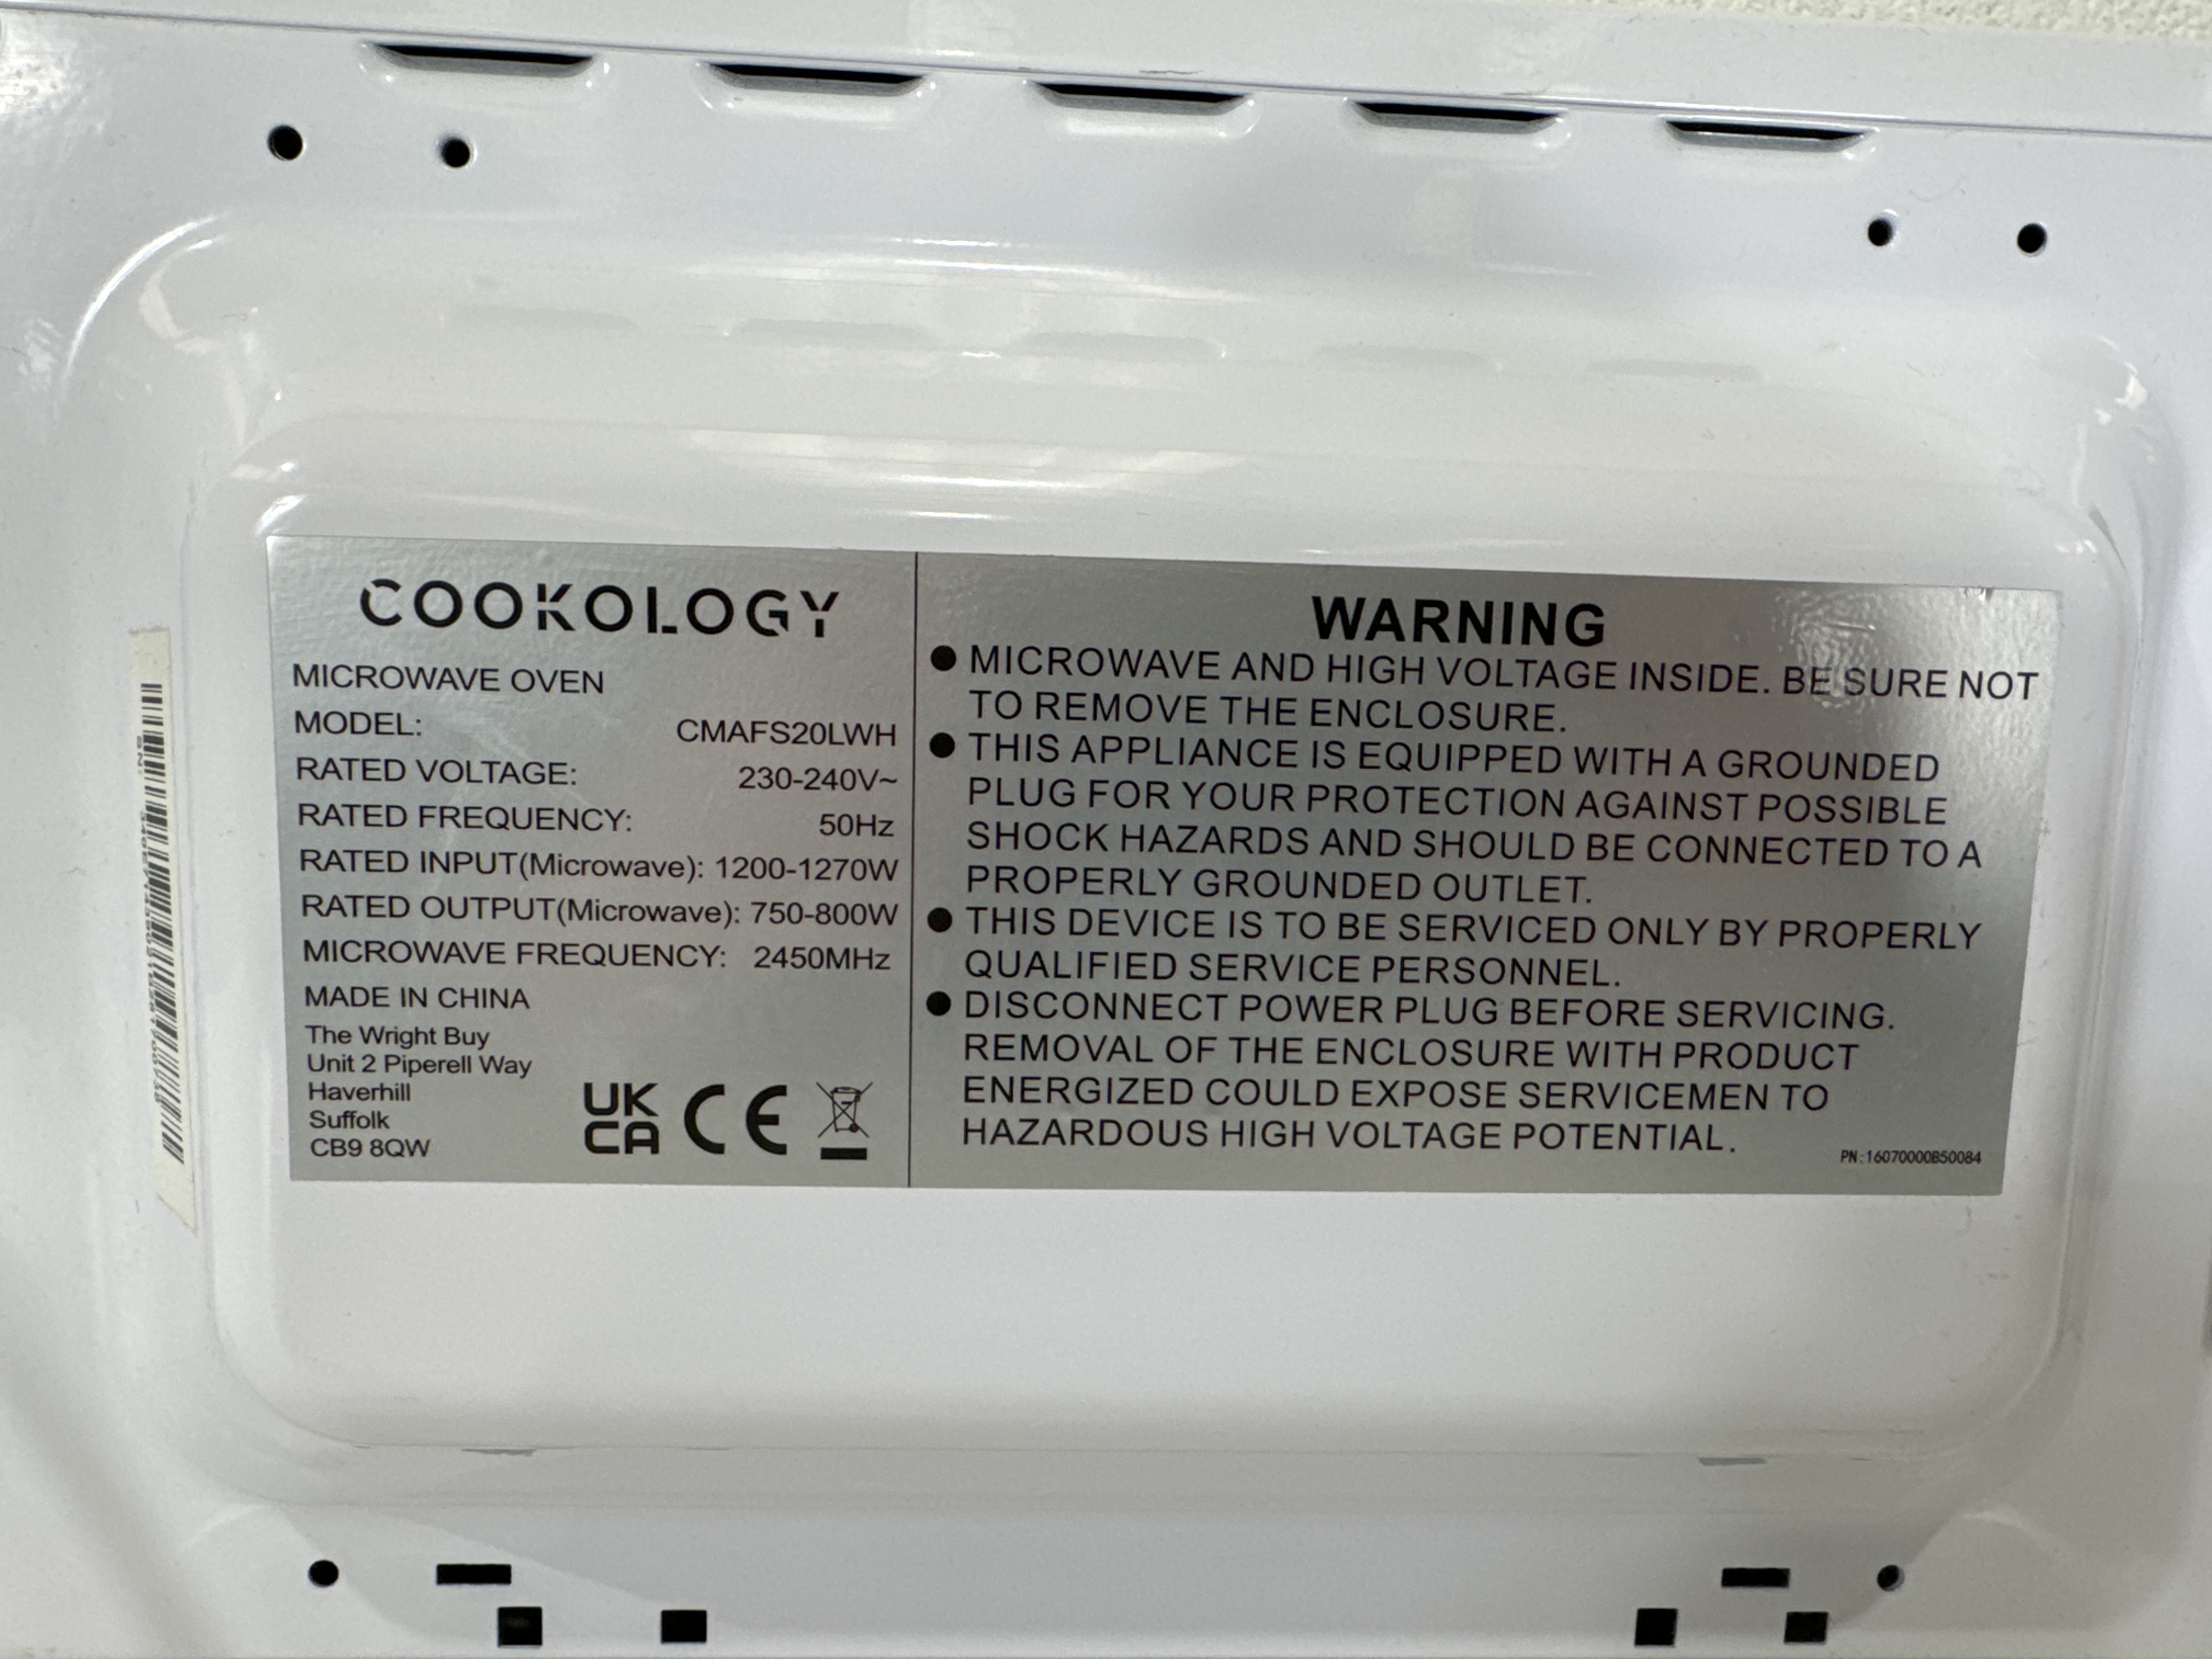 COOKOLOGY
MICROWAVE OVEN
MODEL: CMAFS20LWH
RATED VOLTAGE: 230-240V~
RATED FREQUENCY: 50Hz
RATED INPUT(Microwave): 1200-1270W
RATED OUTPUT(Microwave): 750-800W
MICROWAVE FREQUENCY: 2450MHz
MADE IN CHINA
The Wright Buy
Unit 2 Piperell Way
Haverhill
Suffolk
CB9 8QW
UK
CA CE
WARNING
● MICROWAVE AND HIGH VOLTAGE INSIDE. BE SURE NOT
TO REMOVE THE ENCLOSURE.
● THIS APPLIANCE IS EQUIPPED WITH A GROUNDED
PLUG FOR YOUR PROTECTION AGAINST POSSIBLE
SHOCK HAZARDS AND SHOULD BE CONNECTED TO A
PROPERLY GROUNDED OUTLET.
● THIS DEVICE IS TO BE SERVICED ONLY BY PROPERLY
QUALIFIED SERVICE PERSONNEL.
● DISCONNECT POWER PLUG BEFORE SERVICING.
REMOVAL OF THE ENCLOSURE WITH PRODUCT
ENERGIZED COULD EXPOSE SERVICEMEN TO
HAZARDOUS HIGH VOLTAGE POTENTIAL.
PN:16070000B50084
SN: